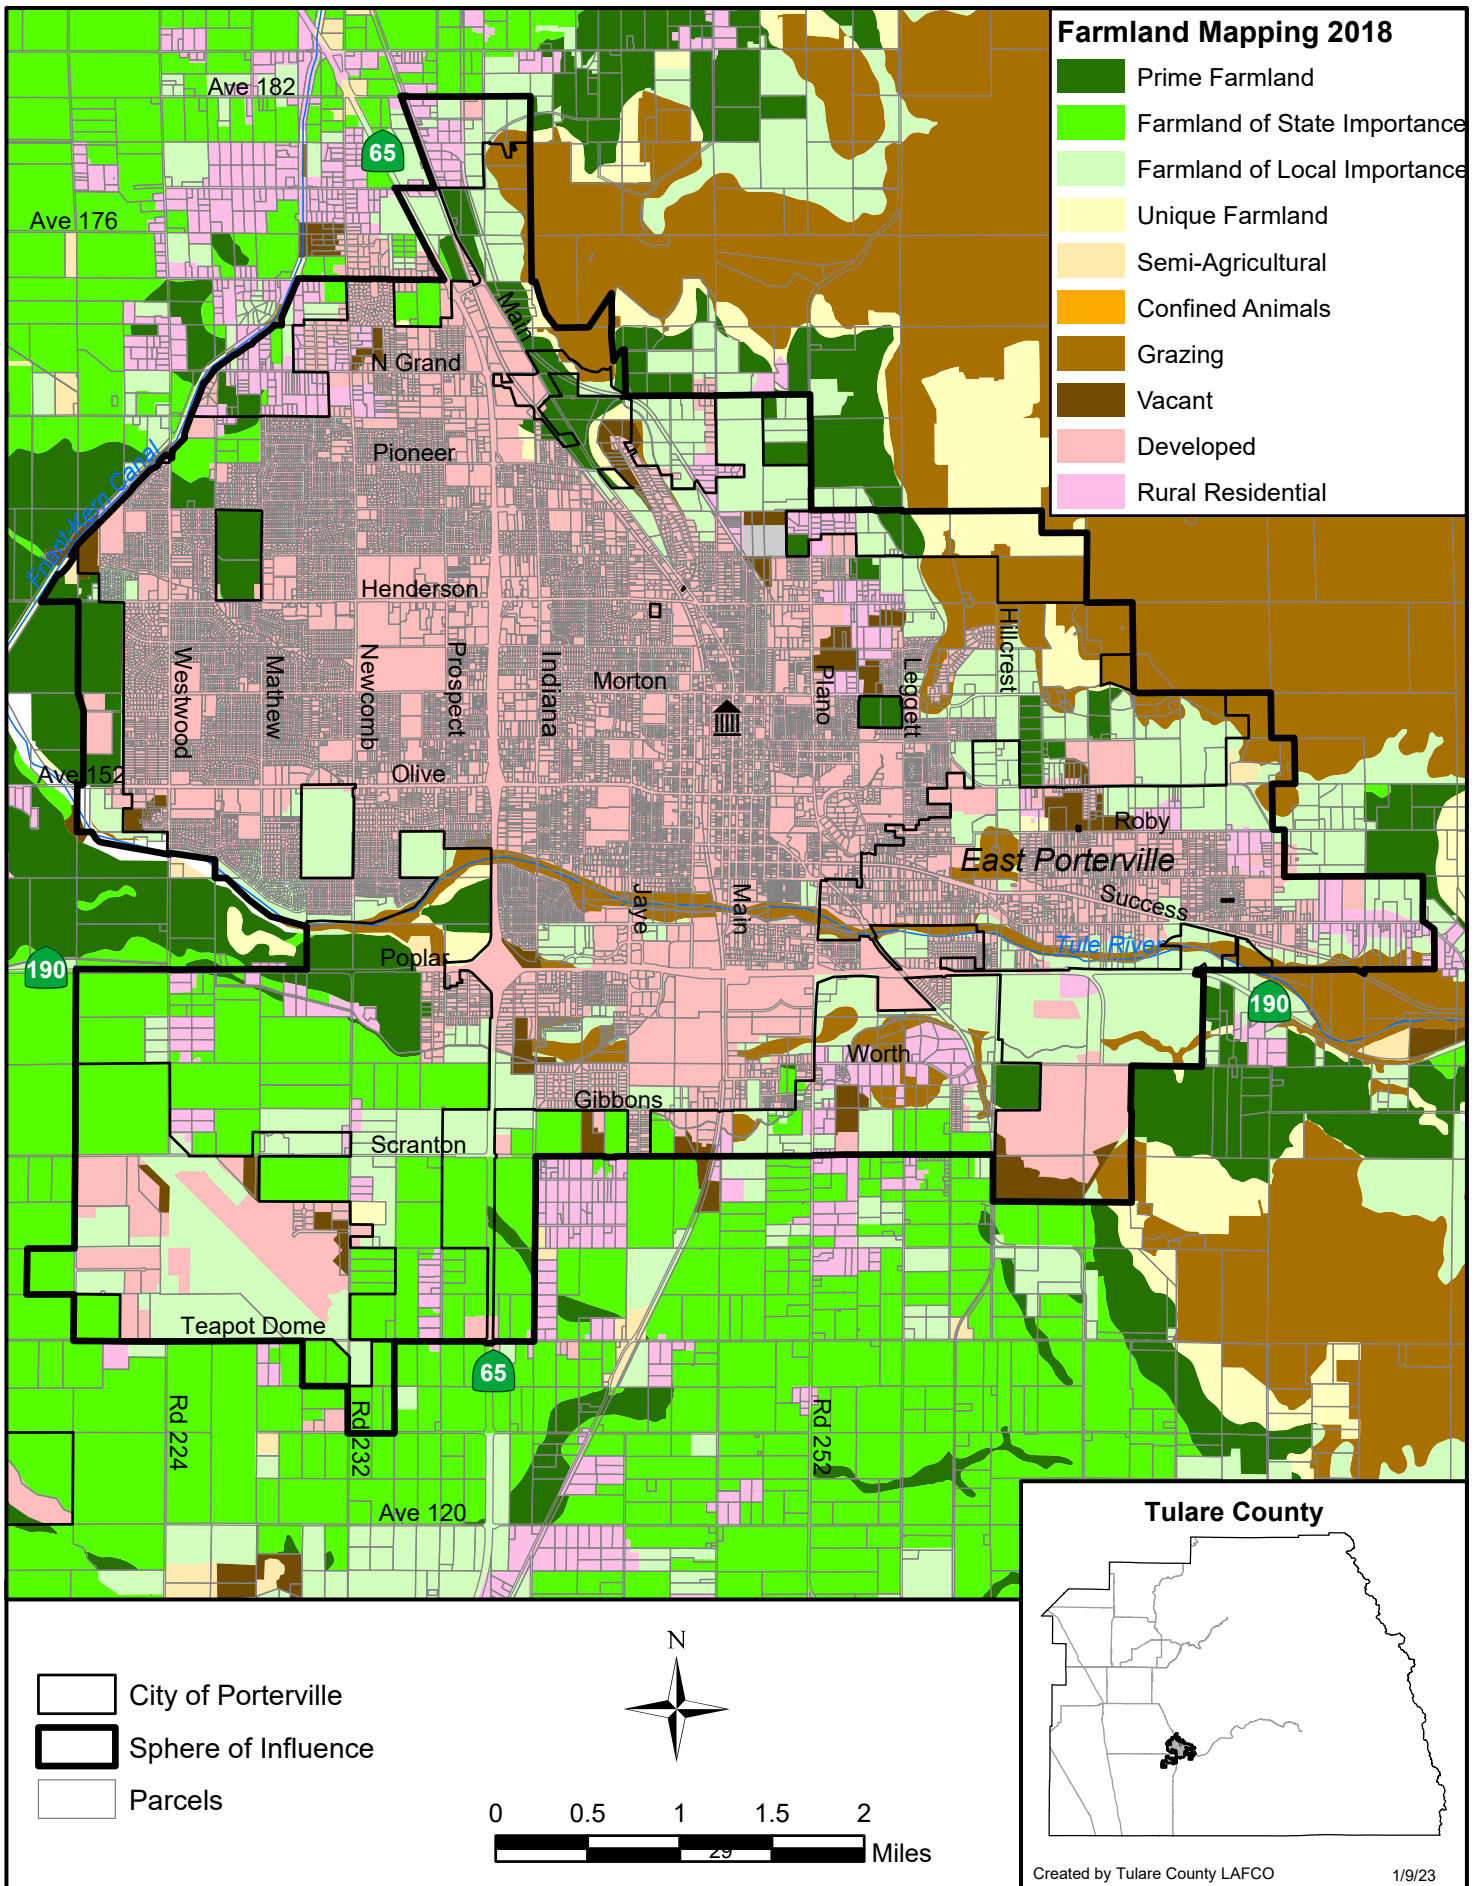 Farmland Mapping 2018
Prime Farmland
Farmland of State Importance
Farmland of Local Importance
Unique Farmland
Semi-Agricultural
Confined Animals
Grazing
Vacant
Developed
Rural Residential
Ave 182
65
Ave 176
Main
N Grand
Pioneer
Friant-Kern Canal
Henderson
Westwood
Mathew
Newcomb
Prospect
Indiana
Morton
Plano
Leggett
Hillcrest
Ave 152
Olive
Roby
East Porterville
Success
Jaye
Main
Tule River
190
Poplar
190
Worth
Gibbons
Scranton
Teapot Dome
65
Rd 224
Rd 232
Rd 252
Ave 120
City of Porterville
Sphere of Influence
Parcels
N
0 0.5 1 1.5 2
Miles
29
Tulare County
Created by Tulare County LAFCO 1/9/23